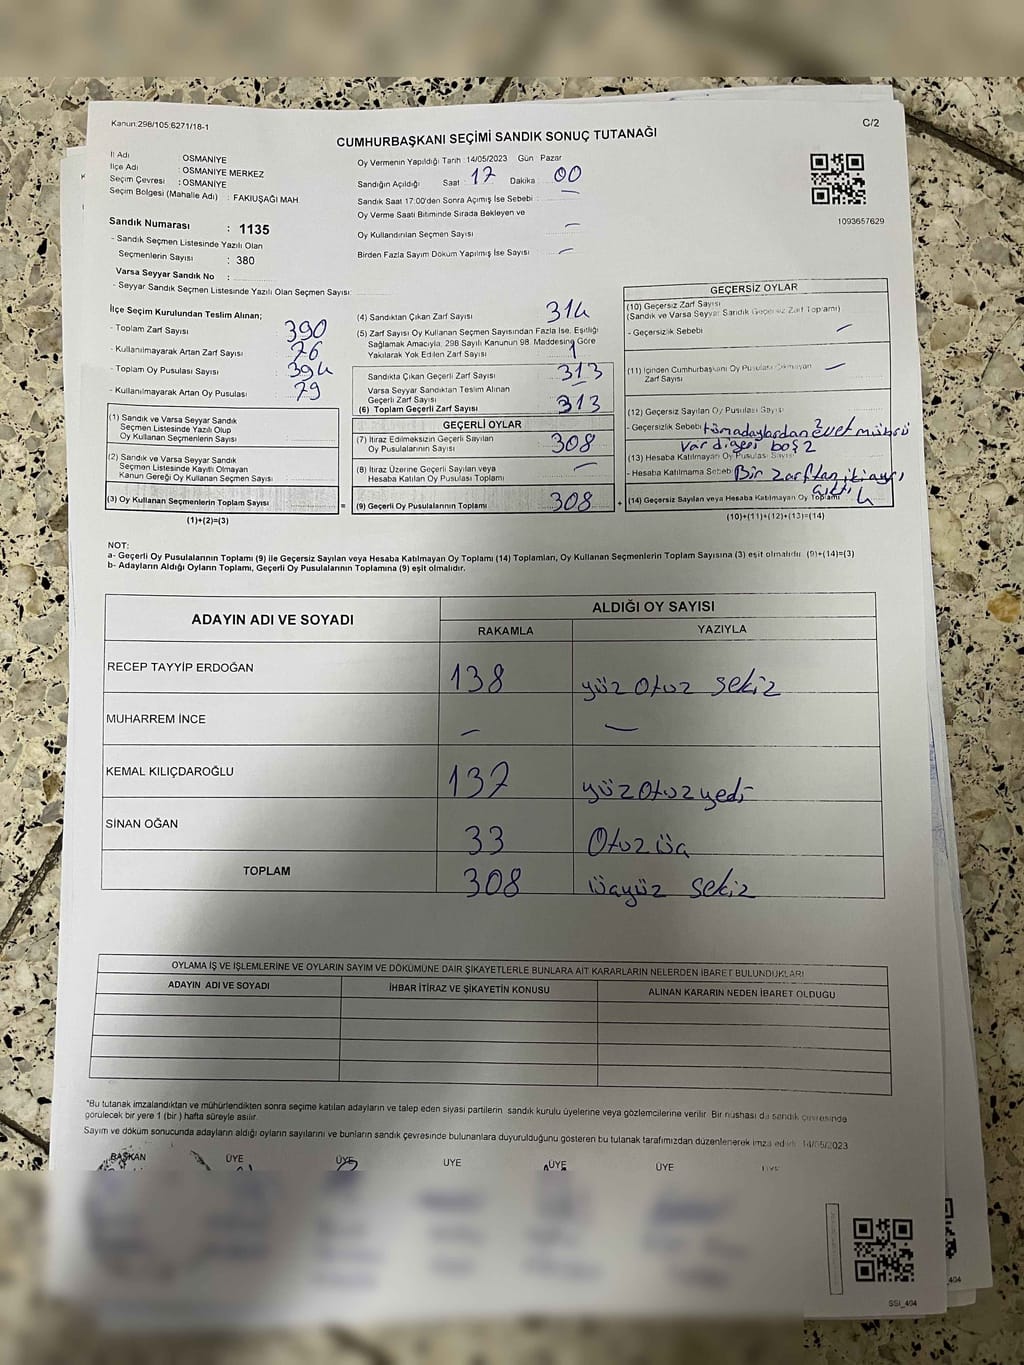 Kanun:298/105.6271/18-1
C/2
CUMHURBAŞKANI SEÇİMİ SANDIK SONUÇ TUTANAĞI
İl Adı : OSMANİYE
İlçe Adı : OSMANİYE MERKEZ
Seçim Çevresi : OSMANİYE
Seçim Bölgesi (Mahalle Adı) : FAKIUŞAĞI MAH
Sandık Numarası : 1135
- Sandık Seçmen Listesinde Yazılı Olan
Seçmenlerin Sayısı : 380
Varsa Seyyar Sandık No :
- Seyyar Sandık Seçmen Listesinde Yazılı Olan Seçmen Sayısı:
Oy Vermenin Yapıldığı Tarih :14/05/2023 Gün Pazar
Sandığın Açıldığı Saat : 17 Dakika : 00
Sandık Saat 17:00'den Sonra Açımış İse Sebebi : —
Oy Verme Saati Bitiminde Sırada Bekleyen ve
Oy Kullandırılan Seçmen Sayısı : —
Birden Fazla Sayım Döküm Yapılmış İse Sayısı : —
1093657629
İlçe Seçim Kurulundan Teslim Alınan;
- Toplam Zarf Sayısı : 390
- Kullanılmayarak Artan Zarf Sayısı : 76
- Toplam Oy Pusulası Sayısı : 394
- Kullanılmayarak Artan Oy Pusulası : 79
(1) Sandık ve Varsa Seyyar Sandık
Seçmen Listesinde Yazılı Olup
Oy Kullanan Seçmenlerin Sayısı
(2) Sandık ve Varsa Seyyar Sandık
Seçmen Listesinde Kayıtlı Olmayan
Kanun Gereği Oy Kullanan Seçmen Sayısı
(3) Oy Kullanan Seçmenlerin Toplam Sayısı
(1)+(2)=(3)
(4) Sandıktan Çıkan Zarf Sayısı : 314
(5) Zarf Sayısı Oy Kullanan Seçmen Sayısından Fazla İse, Eşitliği
Sağlamak Amacıyla, 298 Sayılı Kanunun 98. Maddesine Göre
Yakılarak Yok Edilen Zarf Sayısı : 1
Sandıkta Çıkan Geçerli Zarf Sayısı : 313
Varsa Seyyar Sandıktan Teslim Alınan
Geçerli Zarf Sayısı : —
(6) Toplam Geçerli Zarf Sayısı : 313
GEÇERLİ OYLAR
(7) İtiraz Edilmeksizin Geçerli Sayılan
Oy Pusulalarının Sayısı : 308
(8) İtiraz Üzerine Geçerli Sayılan veya
Hesaba Katılan Oy Pusulası Toplamı : —
= (9) Geçerli Oy Pusulalarının Toplamı : 308
GEÇERSİZ OYLAR
(10) Geçersiz Zarf Sayısı
(Sandık ve Varsa Seyyar Sandık Geçersiz Zarf Toplamı)
- Geçersizlik Sebebi —
(11) İçinden Cumhurbaşkanı Oy Pusulası Çıkmayan
Zarf Sayısı —
(12) Geçersiz Sayılan Oy Pusulası Sayısı
- Geçersizlik Sebebi tüm adaylardan 2 evet mührü
var diğeri boş 2
(13) Hesaba Katılmayan Oy Pusulası Sayısı
- Hesaba Katılmama Sebebi Bir zarftan iki ayrı
+ (14) Geçersiz Sayılan veya Hesaba Katılmayan Oy Toplamı 4
(10)+(11)+(12)+(13)=(14)
NOT:
a- Geçerli Oy Pusulalarının Toplamı (9) ile Geçersiz Sayılan veya Hesaba Katılmayan Oy Toplamı (14) Toplamları, Oy Kullanan Seçmenlerin Toplam Sayısına (3) eşit olmalıdır. (9)+(14)=(3)
b- Adayların Aldığı Oyların Toplamı, Geçerli Oy Pusulalarının Toplamına (9) eşit olmalıdır.
ADAYIN ADI VE SOYADI
ALDIĞI OY SAYISI
RAKAMLA YAZIYLA
RECEP TAYYİP ERDOĞAN 138 yüz otuz sekiz
MUHARREM İNCE — —
KEMAL KILIÇDAROĞLU 137 yüz otuz yedi
SİNAN OĞAN 33 Otuz üç
TOPLAM 308 üçyüz sekiz
OYLAMA İŞ VE İŞLEMLERİNE VE OYLARIN SAYIM VE DÖKÜMÜNE DAİR ŞİKAYETLERLE BUNLARA AİT KARARLARIN NELERDEN İBARET BULUNDUKLARI
ADAYIN ADI VE SOYADI İHBAR İTİRAZ VE ŞİKAYETİN KONUSU ALINAN KARARIN NEDEN İBARET OLDUĞU
"Bu tutanak imzalandıktan ve mühürlendikten sonra seçime katılan adayların ve talep eden siyasi partilerin sandık kurulu üyelerine veya gözlemcilerine verilir. Bir nüshası da sandık çevresinde
görülecek bir yere 1 (bir ) hafta süreyle asılır.
Sayım ve döküm sonucunda adayların aldığı oyların sayılarını ve bunların sandık çevresinde bulunanlara duyurulduğunu gösteren bu tutanak tarafımızdan düzenlenerek imza edildi. 14/05/2023
BAŞKAN ÜYE ÜYE ÜYE ÜYE ÜYE ÜYE
SSI_404
_404